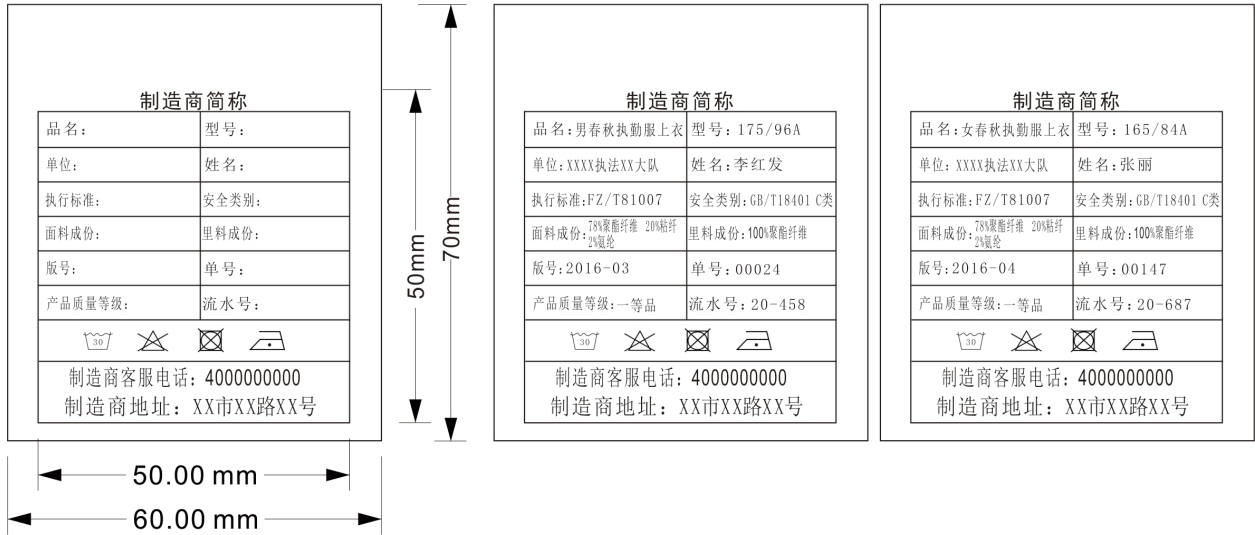 制造商简称
品名:
型号:
单位:
姓名:
执行标准:
安全类别:
面料成份:
里料成份:
版号:
单号:
产品质量等级:
流水号:
30
制造商客服电话: 4000000000
制造商地址: XX市XX路XX号
50mm
70mm
50.00 mm
60.00 mm
制造商简称
品名:男春秋执勤服上衣
型号: 175/96A
单位: XXXX执法XX大队
姓名:李红发
执行标准:FZ/T81007
安全类别:GB/T18401 C类
面料成份:78%聚酯纤维 20%粘纤
2%氨纶
里料成份:100%聚酯纤维
版号:2016-03
单号:00024
产品质量等级:一等品
流水号:20-458
30
制造商客服电话: 4000000000
制造商地址: XX市XX路XX号
制造商简称
品名:女春秋执勤服上衣
型号: 165/84A
单位: XXXX执法XX大队
姓名:张丽
执行标准:FZ/T81007
安全类别:GB/T18401 C类
面料成份:78%聚酯纤维 20%粘纤
2%氨纶
里料成份:100%聚酯纤维
版号:2016-04
单号:00147
产品质量等级:一等品
流水号:20-687
30
制造商客服电话: 4000000000
制造商地址: XX市XX路XX号